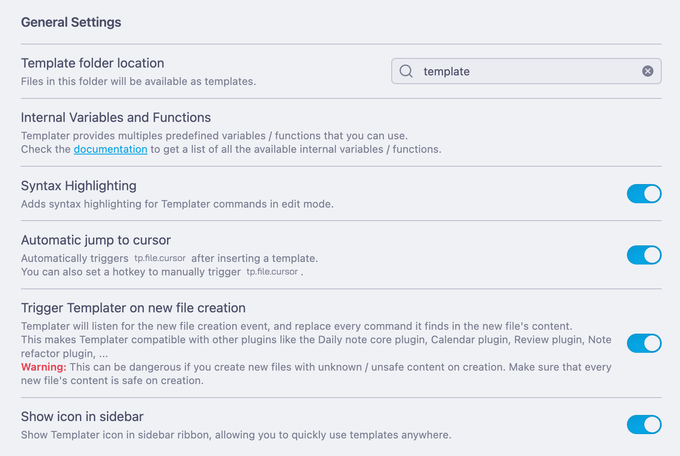 General Settings
Template folder location
Files in this folder will be available as templates.
template
Internal Variables and Functions
Templater provides multiples predefined variables / functions that you can use.
Check the documentation to get a list of all the available internal variables / functions.
Syntax Highlighting
Adds syntax highlighting for Templater commands in edit mode.
Automatic jump to cursor
Automatically triggers tp.file.cursor after inserting a template.
You can also set a hotkey to manually trigger tp.file.cursor .
Trigger Templater on new file creation
Templater will listen for the new file creation event, and replace every command it finds in the new file's content.
This makes Templater compatible with other plugins like the Daily note core plugin, Calendar plugin, Review plugin, Note
refactor plugin, ...
Warning: This can be dangerous if you create new files with unknown / unsafe content on creation. Make sure that every
new file's content is safe on creation.
Show icon in sidebar
Show Templater icon in sidebar ribbon, allowing you to quickly use templates anywhere.